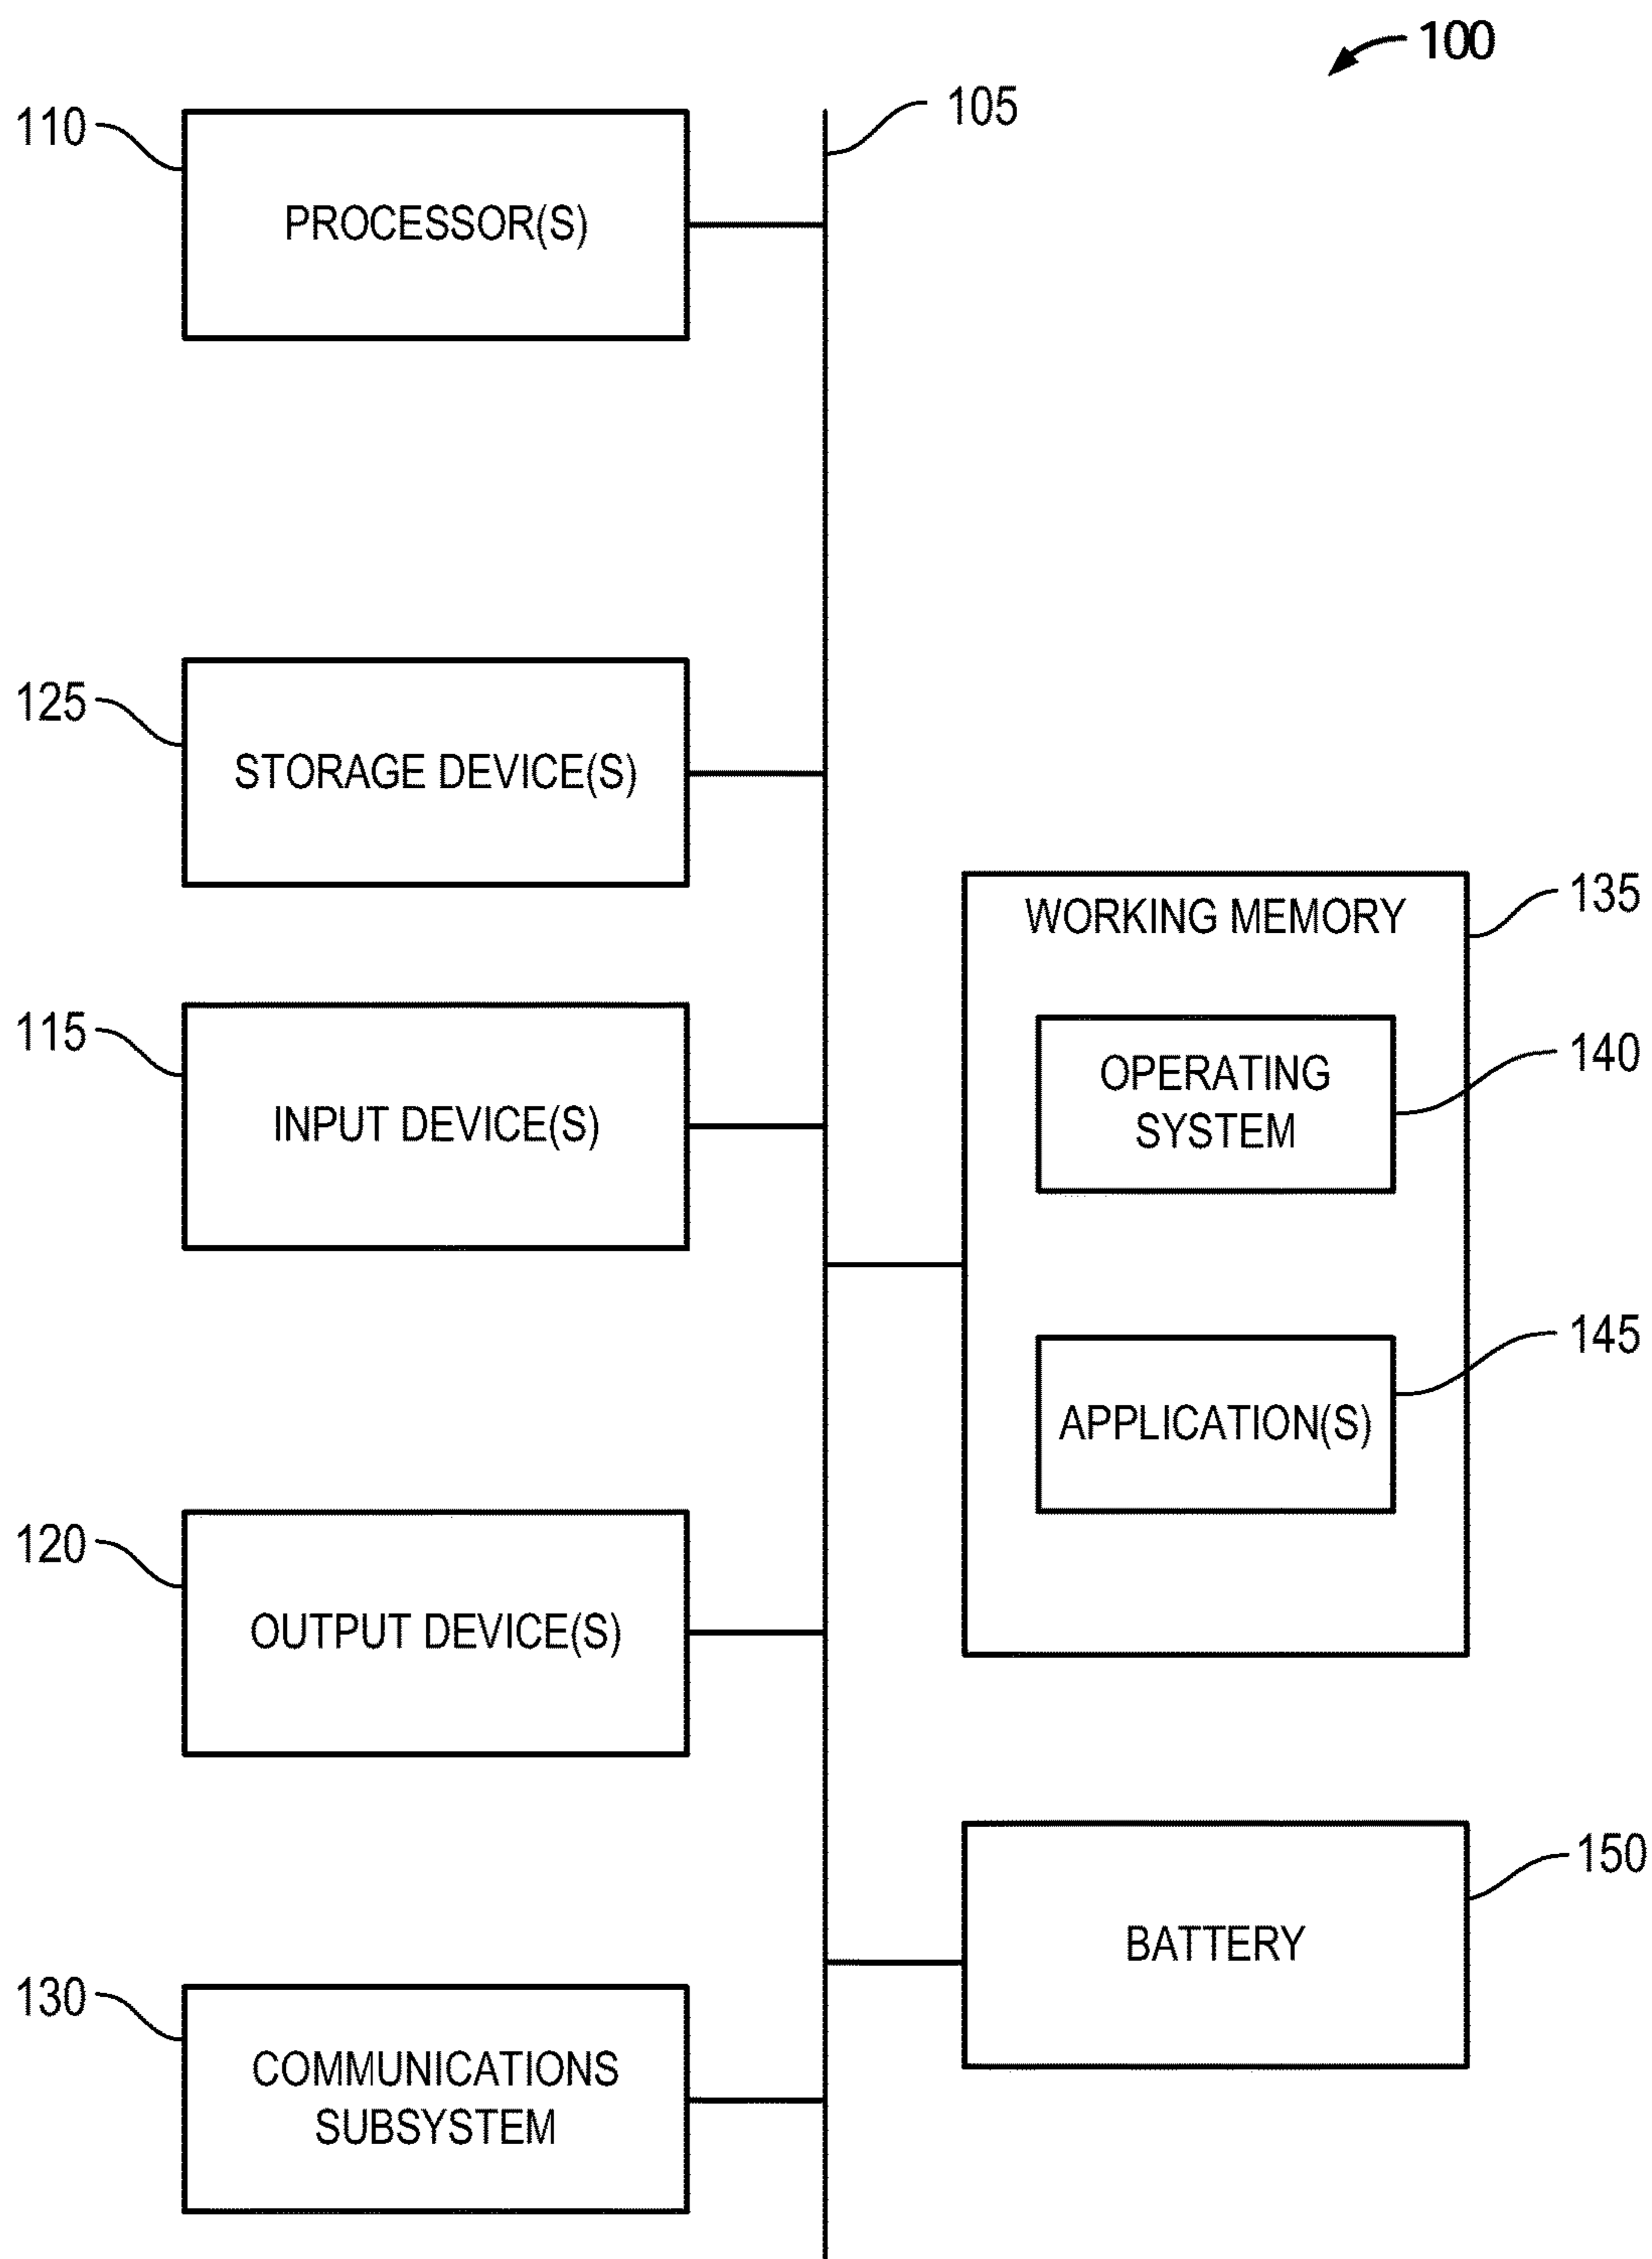 100
105
110
PROCESSOR(S)
125
STORAGE DEVICE(S)
135
WORKING MEMORY
115
INPUT DEVICE(S)
140
OPERATING
SYSTEM
145
APPLICATION(S)
120
OUTPUT DEVICE(S)
150
BATTERY
130
COMMUNICATIONS
SUBSYSTEM